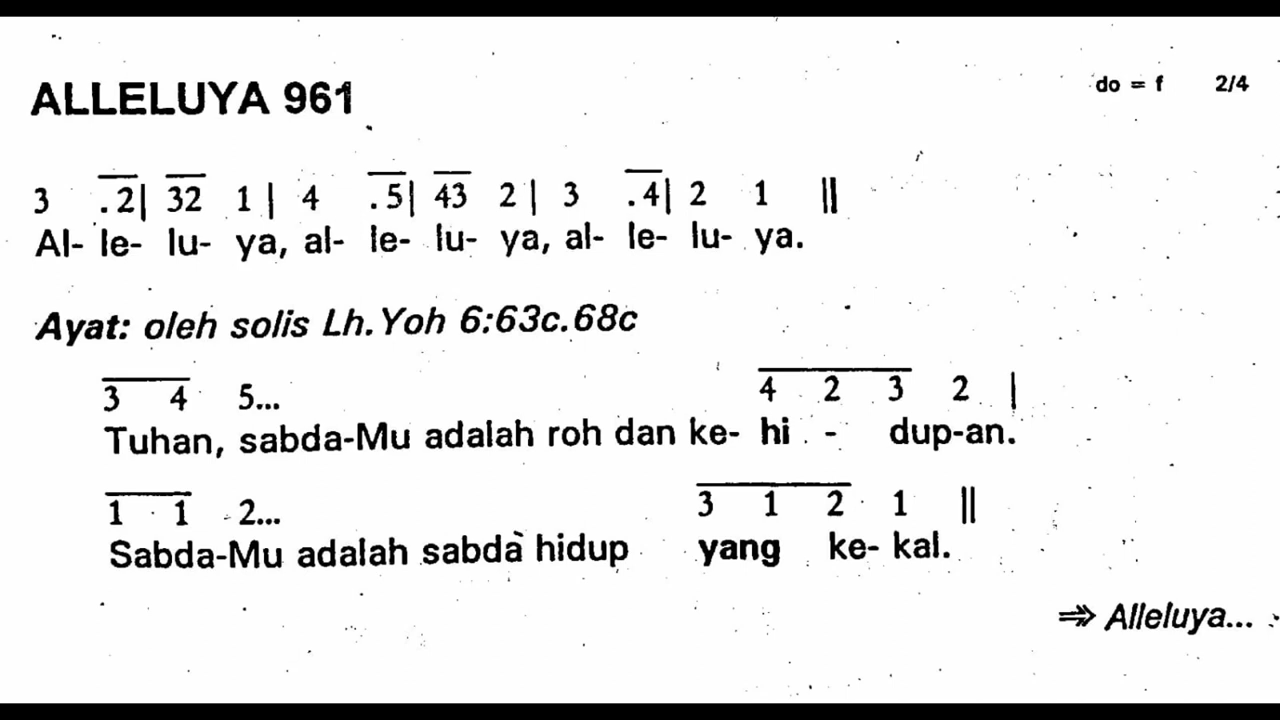 ALLELUYA 961
do = f 2/4
3 .2| 32 1 | 4 .5| 43 2 | 3 .4| 2 1 ||
Al- le- lu- ya, al- le- lu- ya, al- le- lu- ya.
Ayat: oleh solis Lh. Yoh 6:63c.68c
3 4 5... 4 2 3 2 |
Tuhan, sabda-Mu adalah roh dan ke- hi - dup-an.
1 1 2... 3 1 2 1 ||
Sabda-Mu adalah sabda hidup yang ke- kal.
⇒ Alleluya...